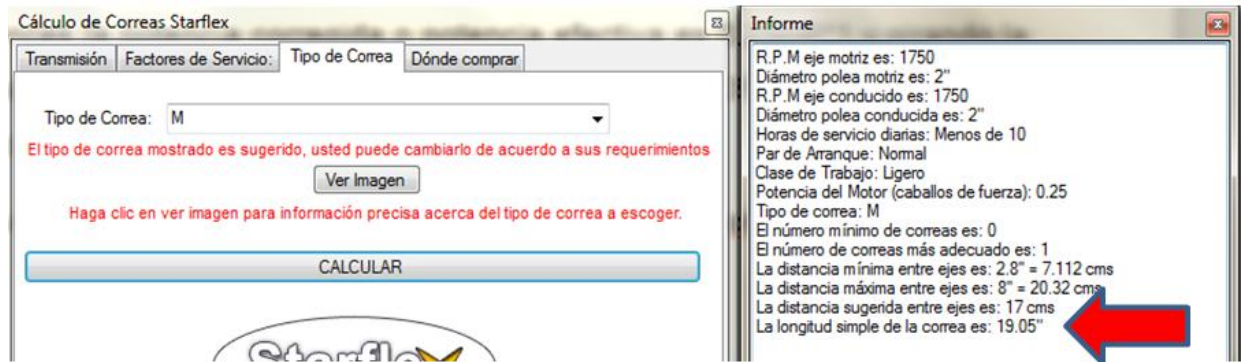 Cálculo de Correas Starflex
Transmisión
Factores de Servicio:
Tipo de Correa
Dónde comprar
Tipo de Correa: M
El tipo de correa mostrado es sugerido, usted puede cambiarlo de acuerdo a sus requerimientos
Ver Imagen
Haga clic en ver imagen para información precisa acerca del tipo de correa a escoger.
CALCULAR
Starflex
Informe
R.P.M eje motriz es: 1750
Diámetro polea motriz es: 2"
R.P.M eje conducido es: 1750
Diámetro polea conducida es: 2"
Horas de servicio diarias: Menos de 10
Par de Arranque: Normal
Clase de Trabajo: Ligero
Potencia del Motor (caballos de fuerza): 0.25
Tipo de correa: M
El número mínimo de correas es: 0
El número de correas más adecuado es: 1
La distancia mínima entre ejes es: 2.8" = 7.112 cms
La distancia máxima entre ejes es: 8" = 20.32 cms
La distancia sugerida entre ejes es: 17 cms
La longitud simple de la correa es: 19.05"